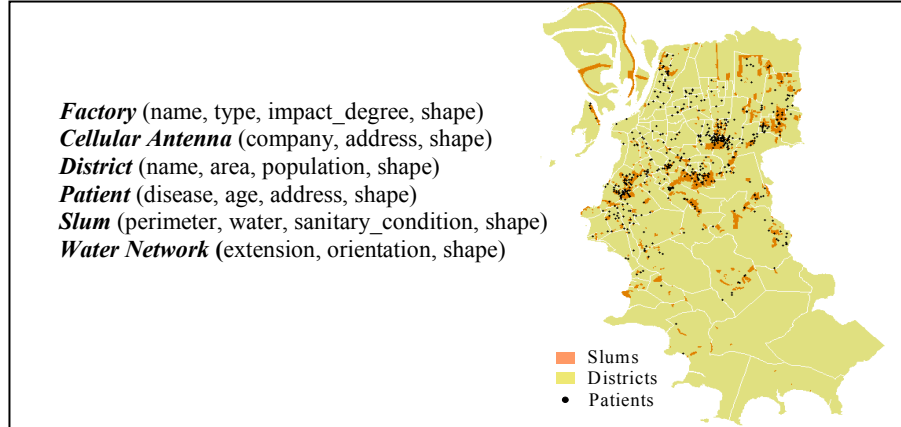 Factory (name, type, impact_degree, shape)
Cellular Antenna (company, address, shape)
District (name, area, population, shape)
Patient (disease, age, address, shape)
Slum (perimeter, water, sanitary_condition, shape)
Water Network (extension, orientation, shape)
Slums
Districts
Patients